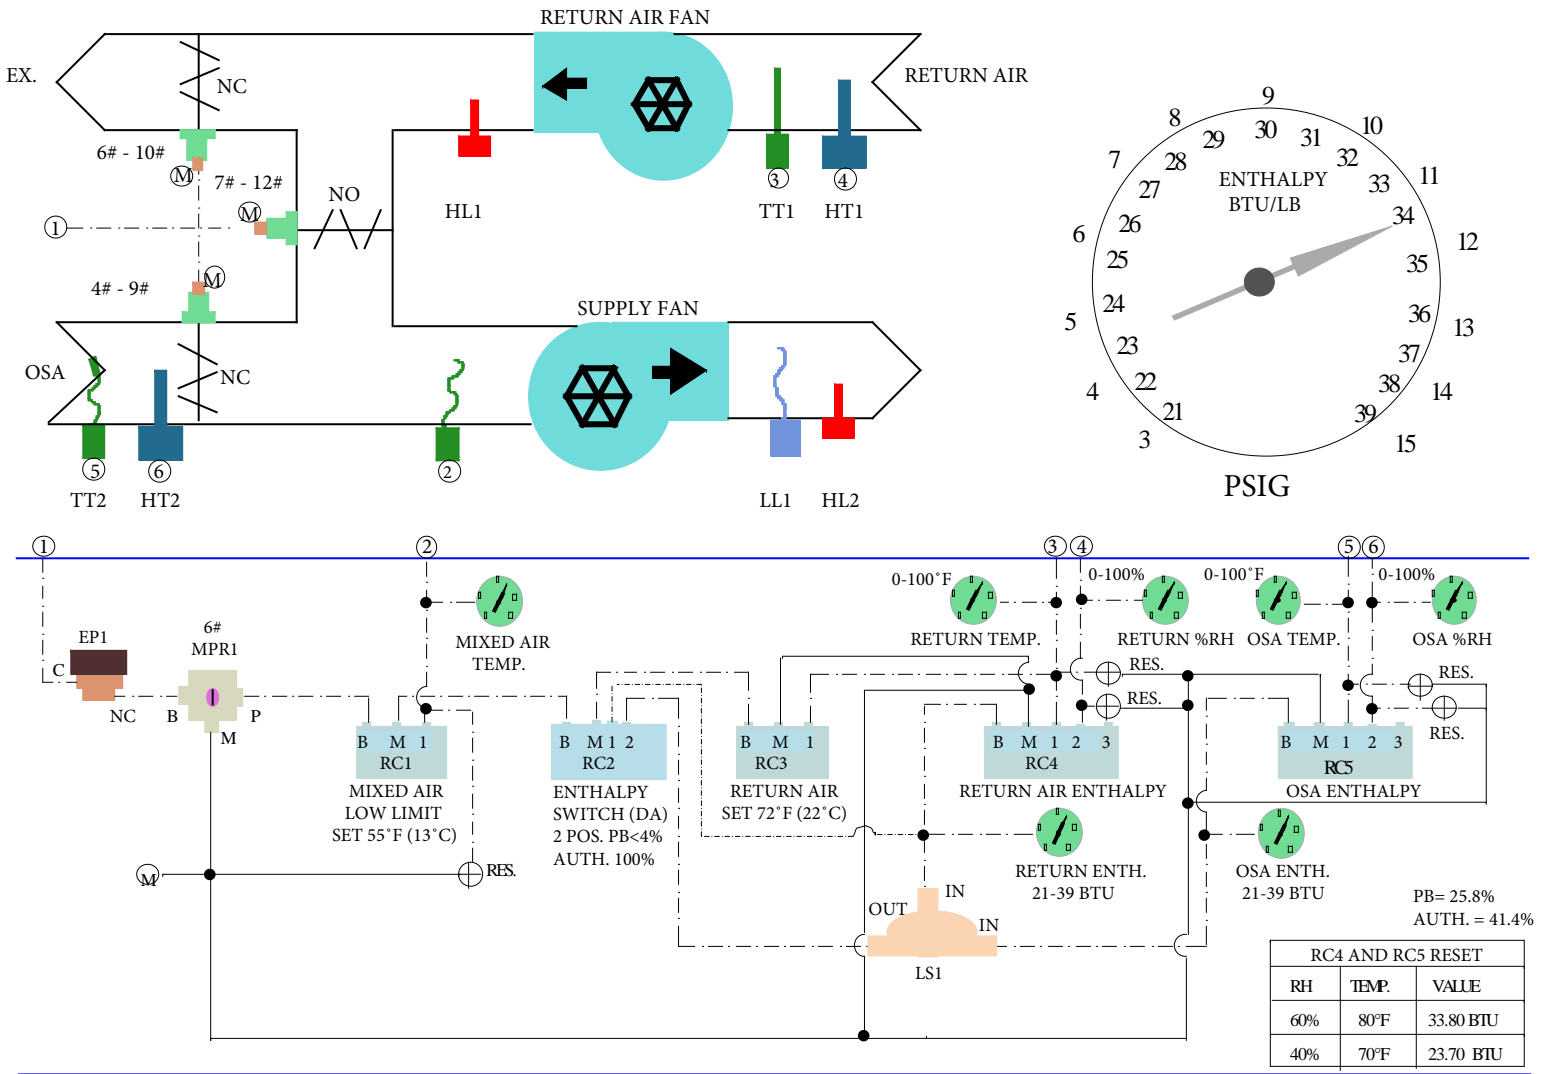 RETURN AIR FAN
EX.
NC
RETURN AIR
6# - 10#
M
7# - 12#
M
NO
1
HL1
3
TT1
4
HT1
4# - 9#
M
SUPPLY FAN
OSA
NC
5
TT2
6
HT2
2
LL1
HL2
9
8
10
7
11
6
12
5
13
4
14
3
15
30
29
31
28
32
27
33
26
34
25
35
24
36
23
37
22
38
21
39
ENTHALPY
BTU/LB
PSIG
1
2
3
4
5
6
EP1
C
NC
6#
MPR1
B
P
M
MIXED AIR
TEMP.
0-100°F
RETURN TEMP.
0-100%
RETURN %RH
0-100°F
OSA TEMP.
0-100%
OSA %RH
RES.
RES.
RES.
RES.
B M 1
RC1
MIXED AIR
LOW LIMIT
SET 55°F (13°C)
B M 1 2
RC2
ENTHALPY
SWITCH (DA)
2 POS. PB<4%
AUTH. 100%
B M 1
RC3
RETURN AIR
SET 72°F (22°C)
B M 1 2 3
RC4
RETURN AIR ENTHALPY
B M 1 2 3
RC5
OSA ENTHALPY
M
RES.
RETURN ENTH.
21-39 BTU
OSA ENTH.
21-39 BTU
IN
OUT
IN
LS1
PB= 25.8%
AUTH. = 41.4%
RC4 AND RC5 RESET
RH TEMP. VALUE
60% 80°F 33.80 BTU
40% 70°F 23.70 BTU